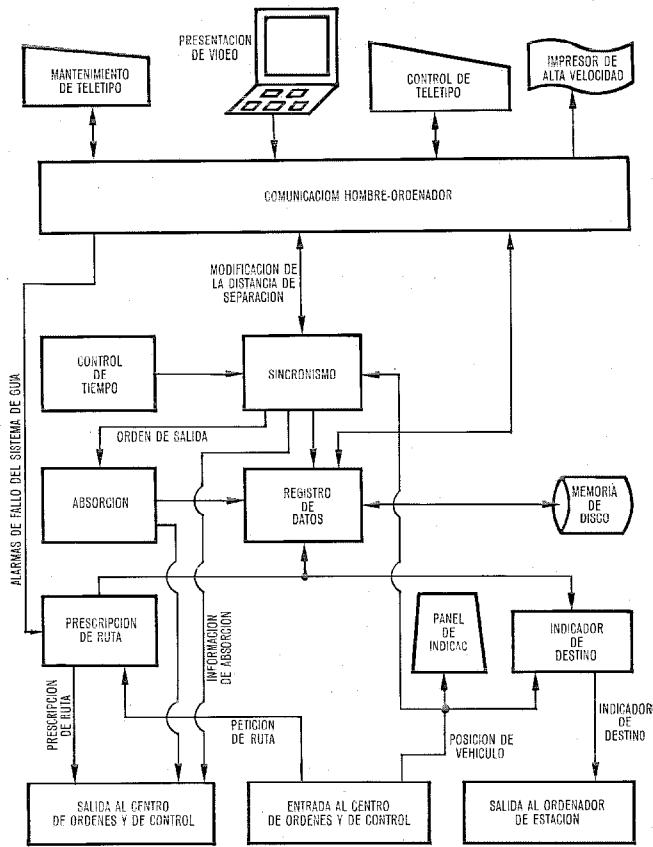 PRESENTACION
DE VIDEO
MANTENIMIENTO
DE TELETIPO
CONTROL DE
TELETIPO
IMPRESOR DE
ALTA VELOCIDAD
COMUNICACIOM HOMBRE-ORDENADOR
MODIFICACION DE
LA DISTANCIA DE
SEPARACION
CONTROL
DE
TIEMPO
SINCRONISMO
ORDEN DE SALIDA
ABSORCION
REGISTRO
DE
DATOS
MEMORIA
DE
DISCO
ALARMAS DE FALLO DEL SISTEMA DE GUIA
PRESCRIPCION
DE RUTA
INFORMACION
DE ABSORCION
PANEL
DE
INDICAC
INDICADOR
DE
DESTINO
PRESCRIPCION
DE RUTA
PETICION
DE RUTA
POSICION DE
VEHICULO
INDICADOR
DE
DESTINO
SALIDA AL CENTRO
DE ORDENES Y DE CONTROL
ENTRADA AL CENTRO
DE ORDENES Y DE CONTROL
SALIDA AL ORDENADOR
DE ESTACION